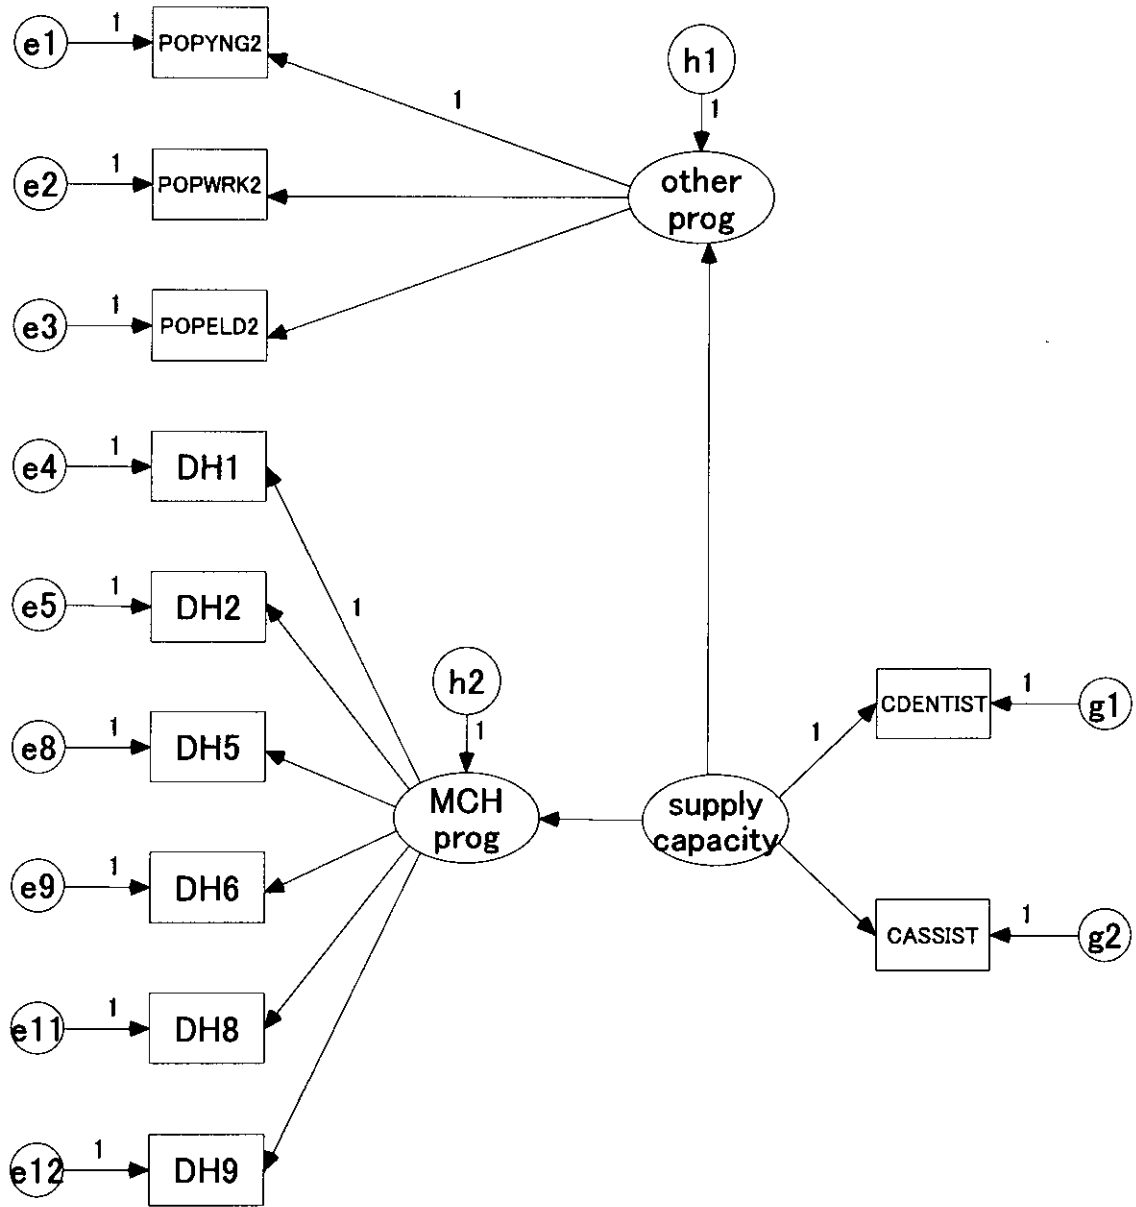 e1
1
POPYNG2
1
h1
1
e2
1
POPWRK2
other
prog
e3
1
POPELD2
e4
1
DH1
e5
1
DH2
1
e8
1
DH5
h2
1
CDENTIST
1
g1
1
MCH
prog
supply
capacity
e9
1
DH6
CASSIST
1
g2
e11
1
DH8
e12
1
DH9